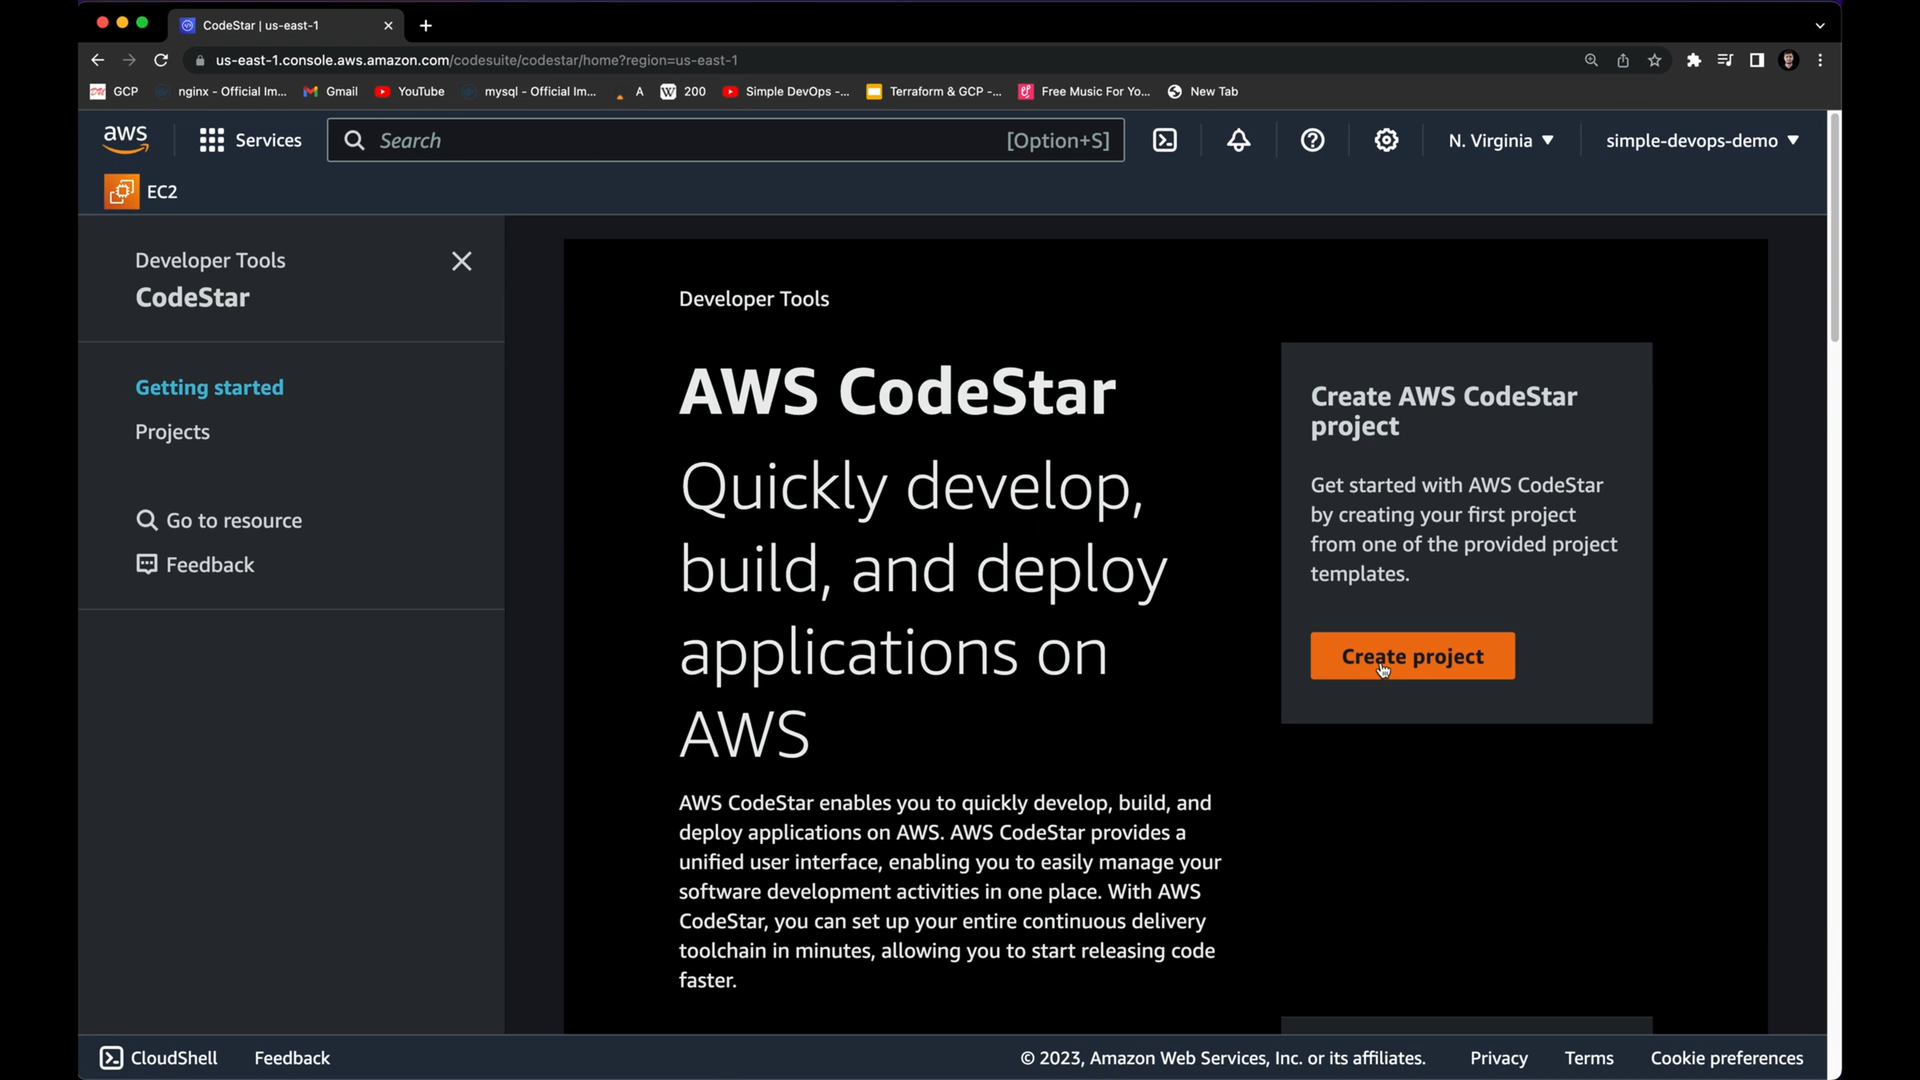 CodeStar | us-east-1
us-east-1.console.aws.amazon.com/codesuite/codestar/home?region=us-east-1
GCP
nginx - Official Im...
Gmail
YouTube
mysql - Official Im...
A
W 200
Simple DevOps -...
Terraform & GCP -...
Free Music For Yo...
New Tab
aws
Services
Search
[Option+S]
N. Virginia
simple-devops-demo
EC2
Developer Tools
CodeStar
Getting started
Projects
Go to resource
Feedback
Developer Tools
AWS CodeStar
Quickly develop,
build, and deploy
applications on
AWS
AWS CodeStar enables you to quickly develop, build, and
deploy applications on AWS. AWS CodeStar provides a
unified user interface, enabling you to easily manage your
software development activities in one place. With AWS
CodeStar, you can set up your entire continuous delivery
toolchain in minutes, allowing you to start releasing code
faster.
Create AWS CodeStar
project
Get started with AWS CodeStar
by creating your first project
from one of the provided project
templates.
Create project
CloudShell
Feedback
© 2023, Amazon Web Services, Inc. or its affiliates.
Privacy
Terms
Cookie preferences